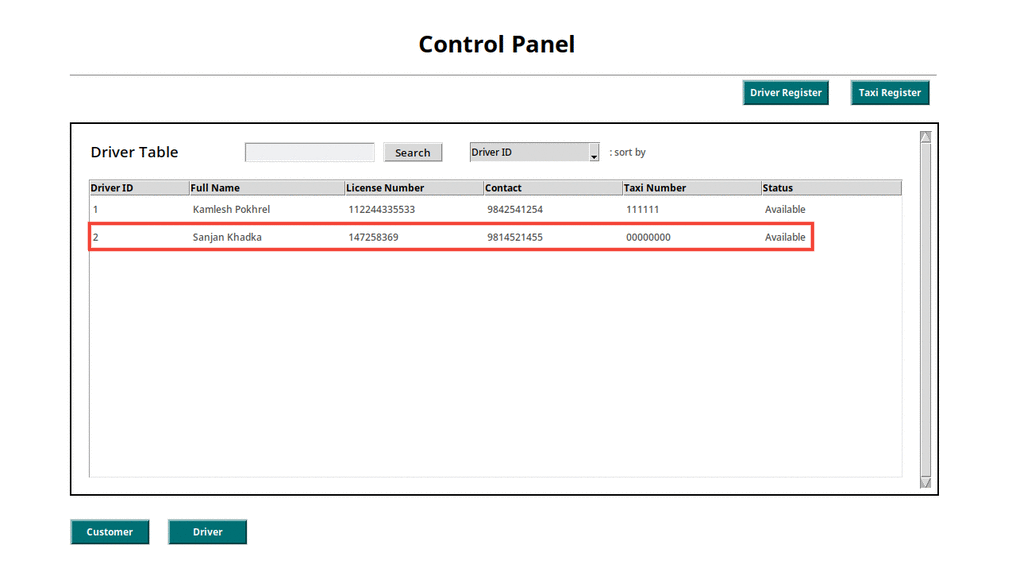 Control Panel
Driver Register Taxi Register
Driver Table Search Driver ID : sort by
Driver ID Full Name License Number Contact Taxi Number Status
1 Kamlesh Pokhrel 112244335533 9842541254 111111 Available
2 Sanjan Khadka 147258369 9814521455 00000000 Available
Customer Driver